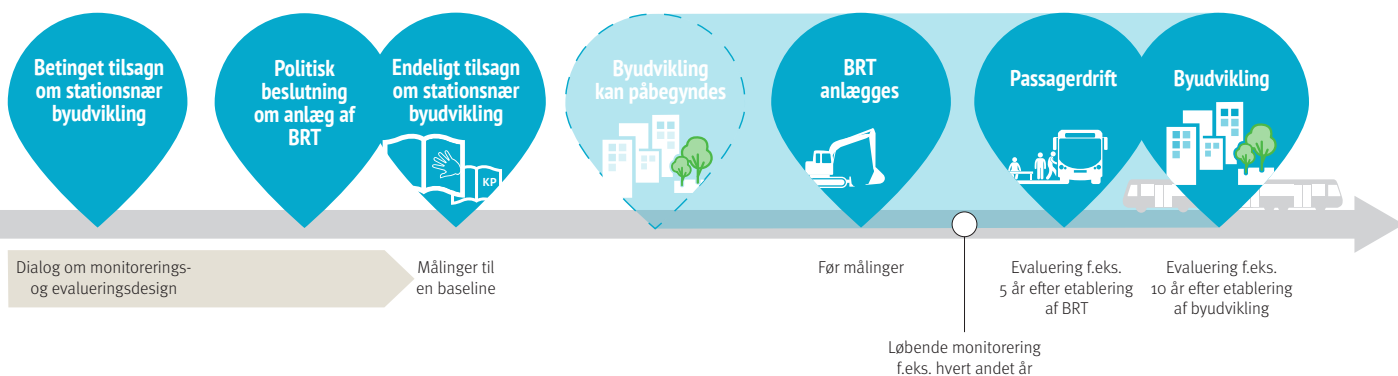 Betinget tilsagn
om stationsnær
byudvikling
Politisk
beslutning
om anlæg af
BRT
Endeligt tilsagn
om stationsnær
byudvikling
KP
Byudvikling
kan påbegyndes
BRT
anlægges
Passagerdrift
Byudvikling
Dialog om monitorerings-
og evalueringsdesign
Målinger til
en baseline
Før målinger
Løbende monitorering
f.eks. hvert andet år
Evaluering f.eks.
5 år efter etablering
af BRT
Evaluering f.eks.
10 år efter etablering
af byudvikling